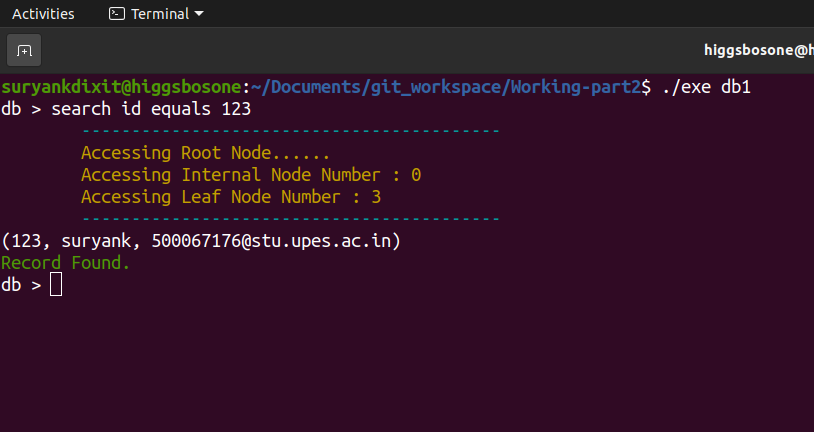 Activities Terminal
higgsbosone@h
suryankdixit@higgsbosone:~/Documents/git_workspace/Working-part2$ ./exe db1
db > search id equals 123
-----------------------------------------
Accessing Root Node......
Accessing Internal Node Number : 0
Accessing Leaf Node Number : 3
-----------------------------------------
(123, suryank, 500067176@stu.upes.ac.in)
Record Found.
db >